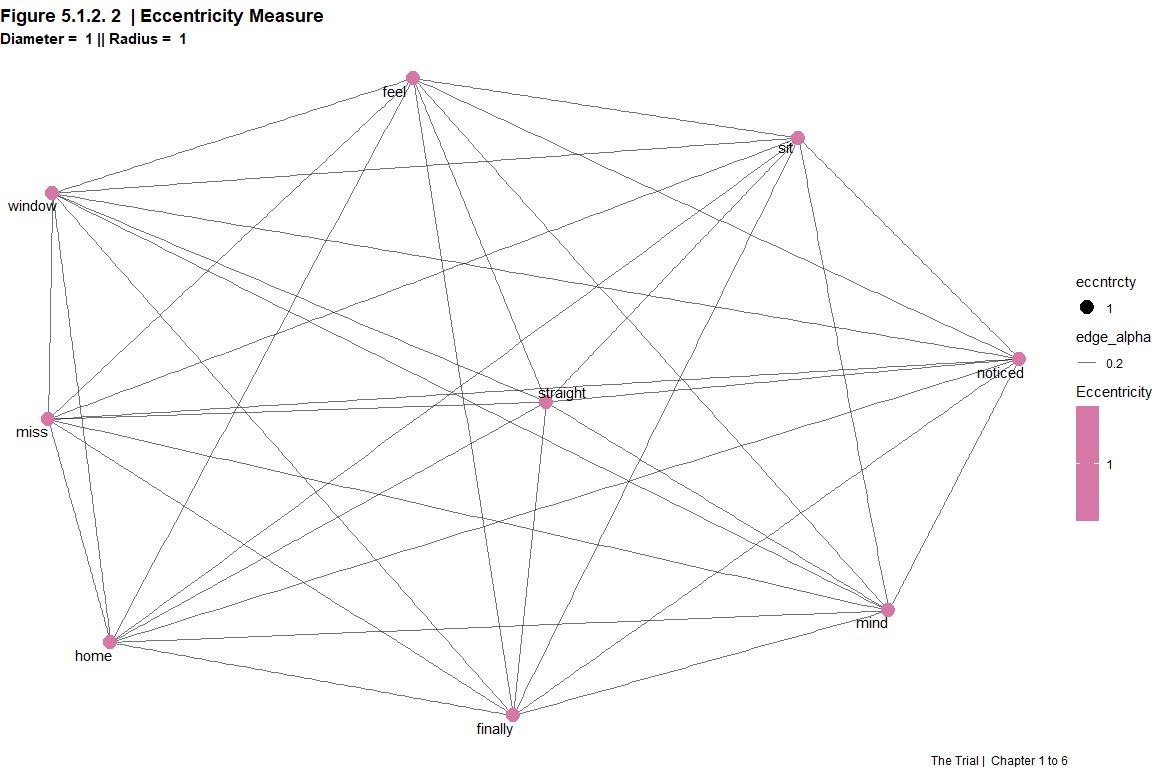 Figure 5.1.2. 2 | Eccentricity Measure
Diameter = 1 || Radius = 1
feel
sit
window
eccntrcty
1
edge_alpha
0.2
noticed
Eccentricity
straight
miss
1
mind
home
finally
The Trial | Chapter 1 to 6